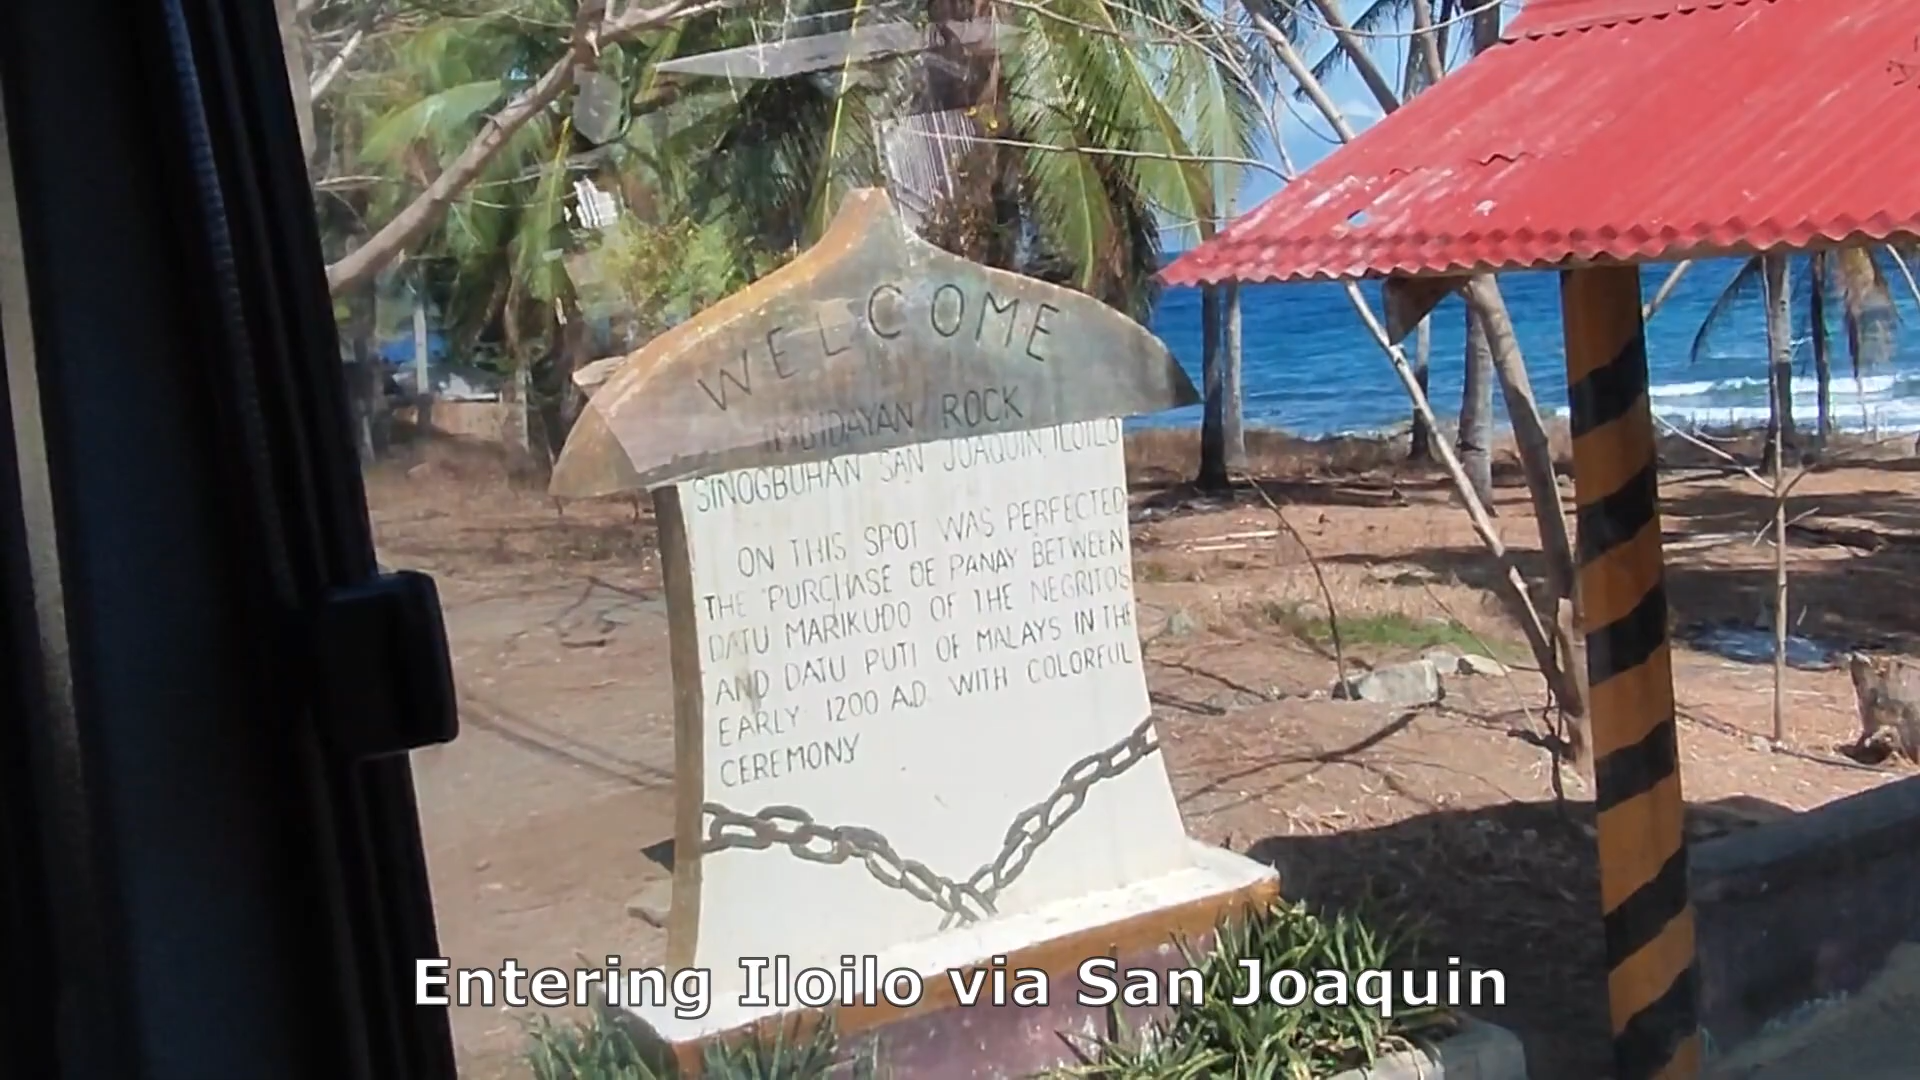 WELCOME
IMBIDAYAN ROCK
SINOGBUHAN SAN JOAQUIN, ILOILO
ON THIS SPOT WAS PERFECTED
THE PURCHASE OF PANAY BETWEEN
DATU MARIKUDO OF THE NEGRITOS
AND DATU PUTI OF MALAYS IN THE
EARLY 1200 A.D. WITH COLORFUL
CEREMONY
Entering Iloilo via San Joaquin